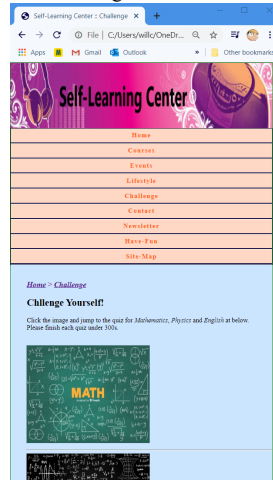 Self-Learning Center :: Challenge
File | C:/Users/willc/OneDr...
Apps M Gmail Outlook » Other bookmarks
Self-Learning Center
Home
Courses
Events
Lifestyle
Challenge
Contact
Newsletter
Have-Fun
Site-Map
Home > Challenge
Chllenge Yourself!
Click the image and jump to the quiz for Mathematics, Physics and English at below.
Please finish each quiz under 300s.
MATH